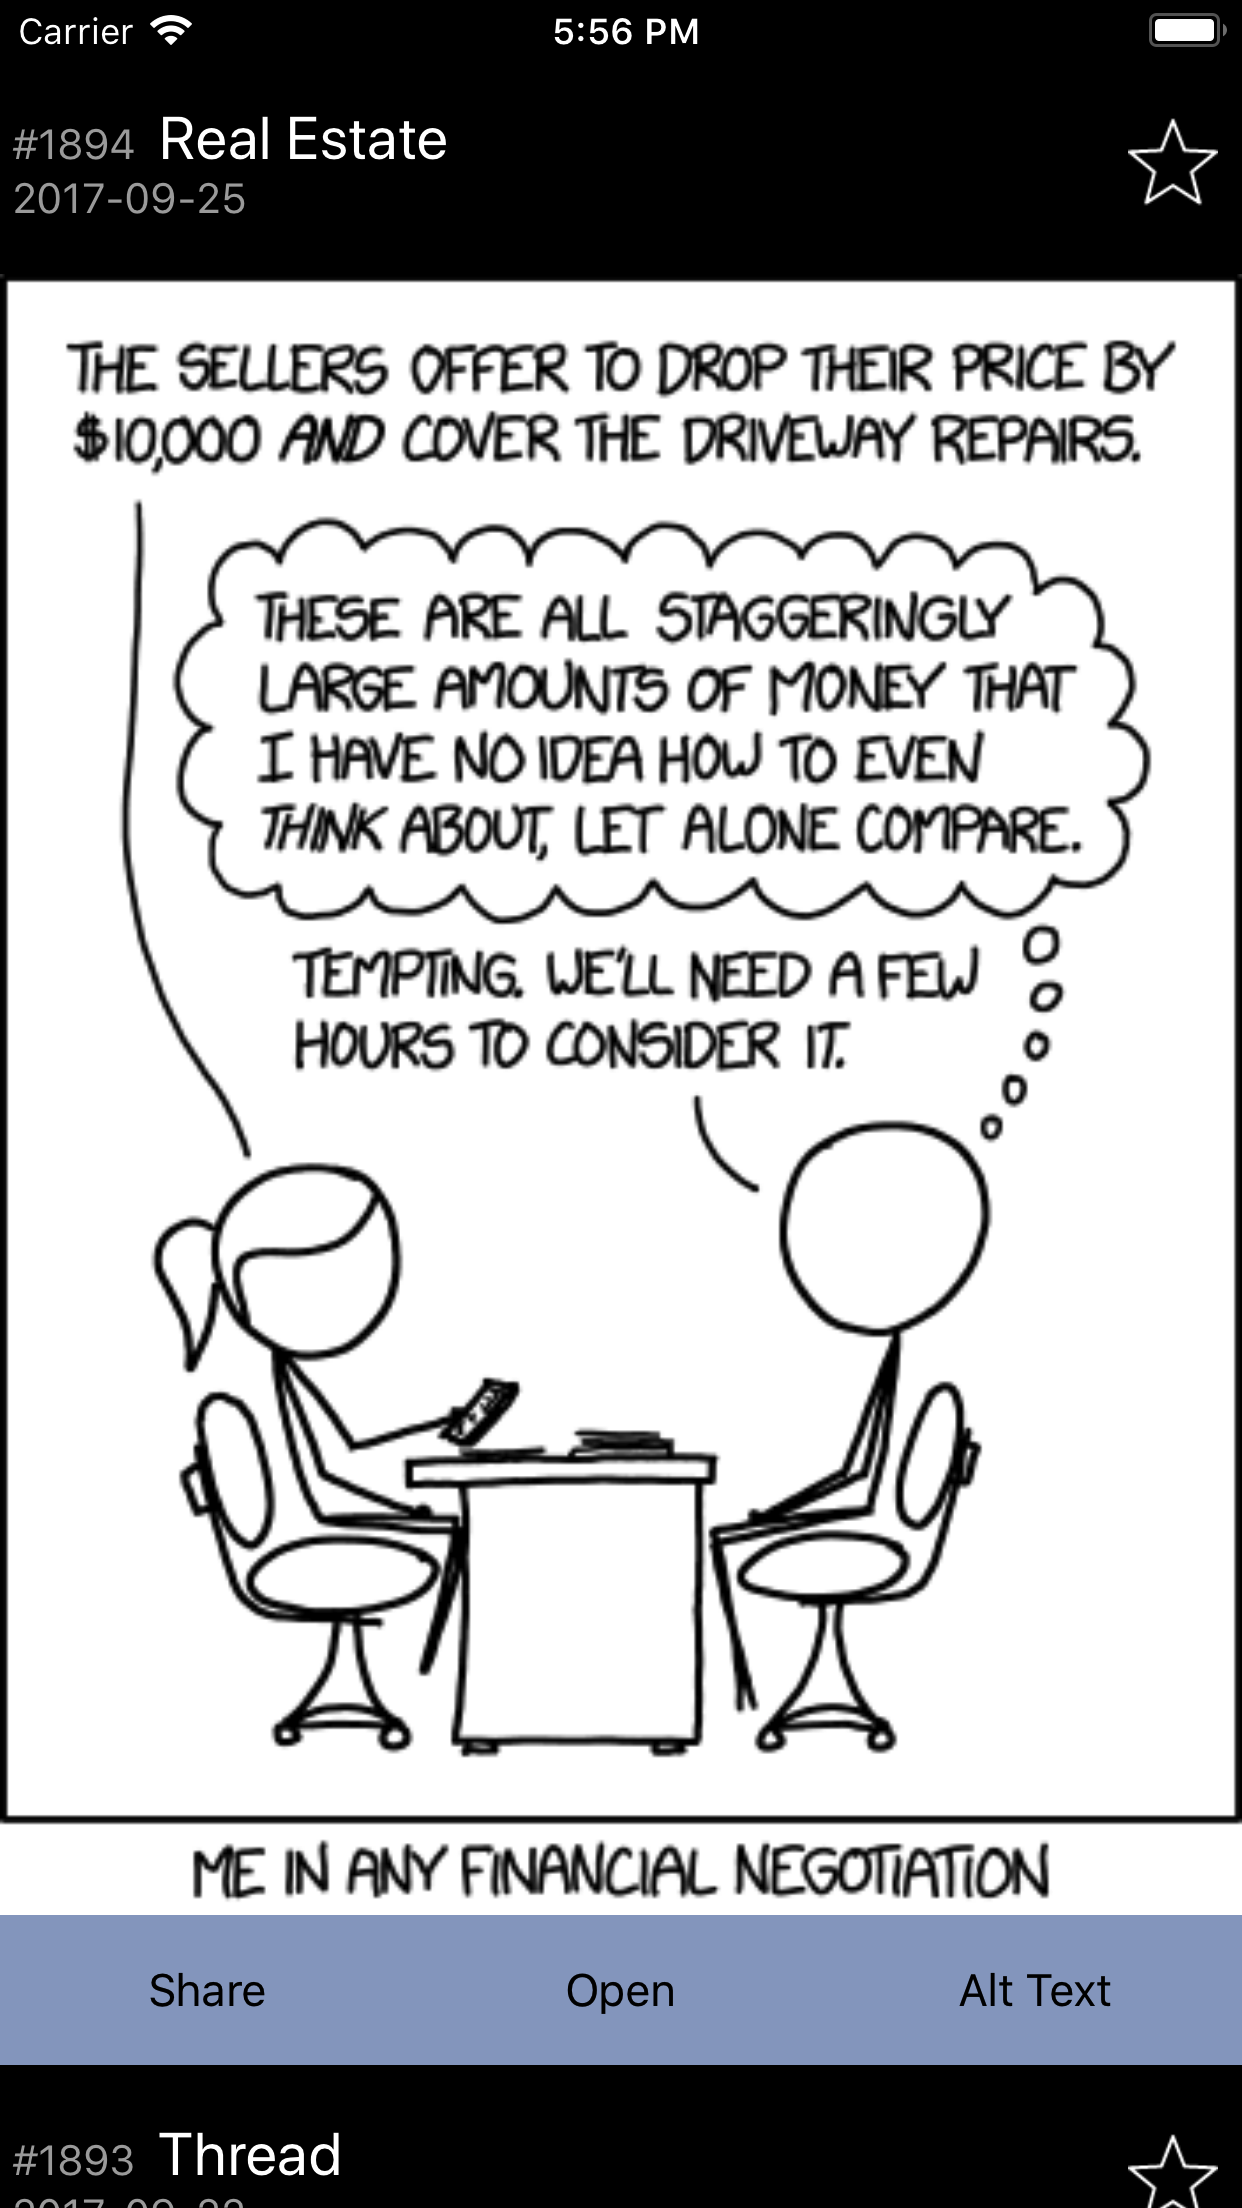 Carrier 5:56 PM
#1894 Real Estate
2017-09-25
THE SELLERS OFFER TO DROP THEIR PRICE BY
$10,000 AND COVER THE DRIVEWAY REPAIRS.
THESE ARE ALL STAGGERINGLY
LARGE AMOUNTS OF MONEY THAT
I HAVE NO IDEA HOW TO EVEN
THINK ABOUT, LET ALONE COMPARE.
TEMPTING. WE'LL NEED A FEW
HOURS TO CONSIDER IT.
ME IN ANY FINANCIAL NEGOTIATION
Share Open Alt Text
#1893 Thread
2017-09-22